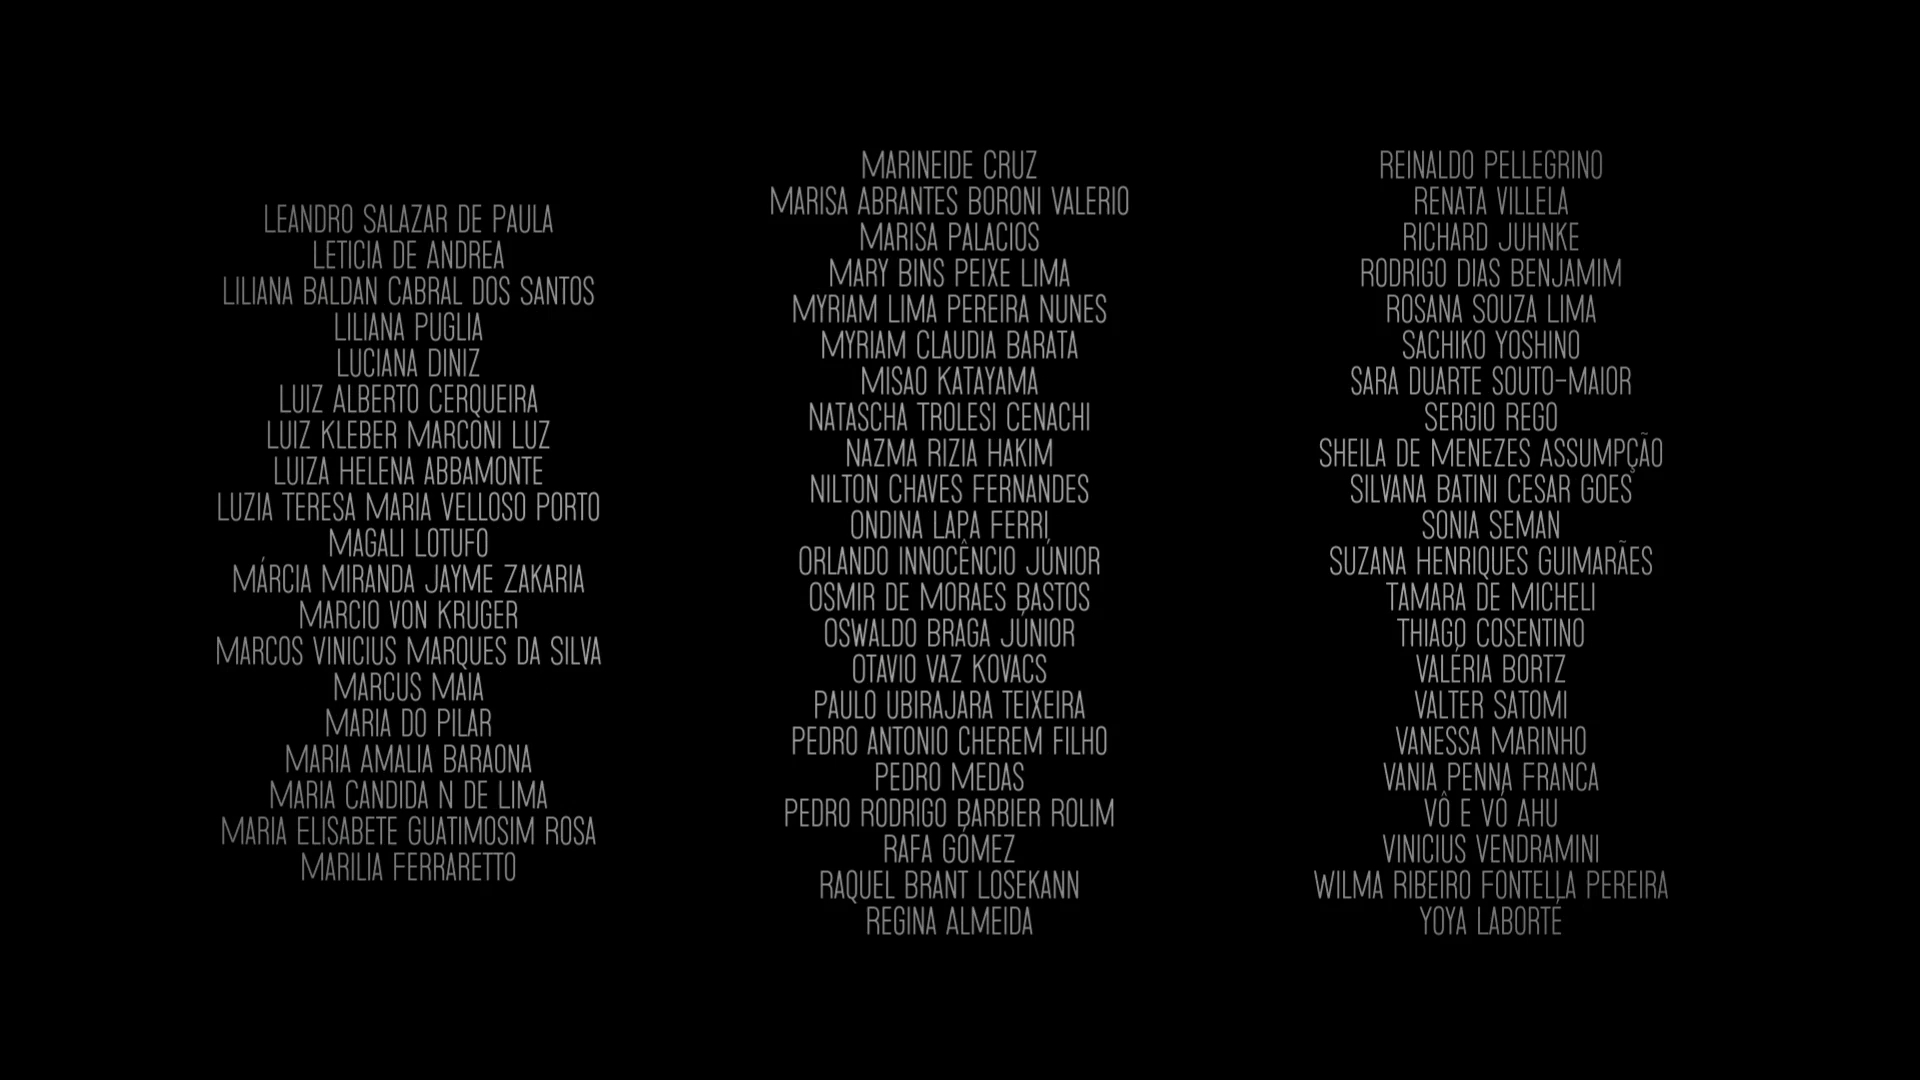 LEANDRO SALAZAR DE PAULA
LETICIA DE ANDREA
LILIANA BALDAN CABRAL DOS SANTOS
LILIANA PUGLIA
LUCIANA DINIZ
LUIZ ALBERTO CERQUEIRA
LUIZ KLEBER MARCONI LUZ
LUIZA HELENA ABBAMONTE
LUZIA TERESA MARIA VELLOSO PORTO
MAGALI LOTUFO
MÁRCIA MIRANDA JAYME ZAKARIA
MARCIO VON KRUGER
MARCOS VINICIUS MARQUES DA SILVA
MARCUS MAIA
MARIA DO PILAR
MARIA AMALIA BARAONA
MARIA CANDIDA N DE LIMA
MARIA ELISABETE GUATIMOSIM ROSA
MARILIA FERRARETTO
MARINEIDE CRUZ
MARISA ABRANTES BORONI VALERIO
MARISA PALACIOS
MARY BINS PEIXE LIMA
MYRIAM LIMA PEREIRA NUNES
MYRIAM CLAUDIA BARATA
MISAO KATAYAMA
NATASCHA TROLESI CENACHI
NAZMA RIZIA HAKIM
NILTON CHAVES FERNANDES
ONDINA LAPA FERRI
ORLANDO INNOCÊNCIO JÚNIOR
OSMIR DE MORAES BASTOS
OSWALDO BRAGA JÚNIOR
OTAVIO VAZ KOVACS
PAULO UBIRAJARA TEIXEIRA
PEDRO ANTONIO CHEREM FILHO
PEDRO MEDAS
PEDRO RODRIGO BARBIER ROLIM
RAFA GÓMEZ
RAQUEL BRANT LOSEKANN
REGINA ALMEIDA
REINALDO PELLEGRINO
RENATA VILLELA
RICHARD JUHNKE
RODRIGO DIAS BENJAMIM
ROSANA SOUZA LIMA
SACHIKO YOSHINO
SARA DUARTE SOUTO-MAIOR
SERGIO REGO
SHEILA DE MENEZES ASSUMPÇÃO
SILVANA BATINI CESAR GOES
SONIA SEMAN
SUZANA HENRIQUES GUIMARÃES
TAMARA DE MICHELI
THIAGO COSENTINO
VALÉRIA BORTZ
VALTER SATOMI
VANESSA MARINHO
VANIA PENNA FRANCA
VÔ E VÓ AHU
VINICIUS VENDRAMINI
WILMA RIBEIRO FONTELLA PEREIRA
YOYA LABORTÉ